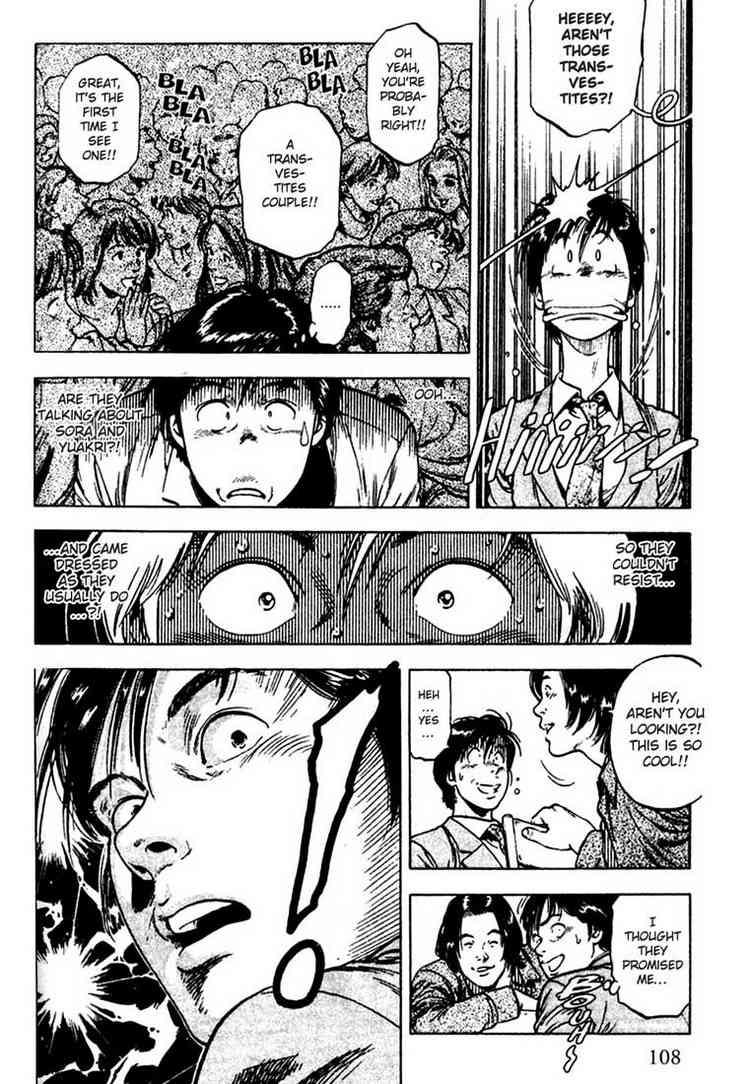 HEEEEY,
AREN'T
THOSE
TRANS-
VES-
TITES?!
Hiiiiiiii
OH
YEAH,
YOU'RE
PROBA-
BLY
RIGHT!!
BLA
BLA
BLA
BLA
BLA
BLA
GREAT,
IT'S THE
FIRST
TIME I
SEE
ONE!!
A
TRANS-
VES-
TITES
COUPLE!!
.....
OOH...
ARE THEY
TALKING ABOUT
SORA AND
YUAKRI?!
SO THEY
COULDN'T
RESIST...
...AND CAME
DRESSED
AS THEY
USUALLY DO
...?!
HEY,
AREN'T YOU
LOOKING?!
THIS IS SO
COOL!!
HEH
...
YES
...
I
THOUGHT
THEY
PROMISED
ME...
POUSHS
!
108